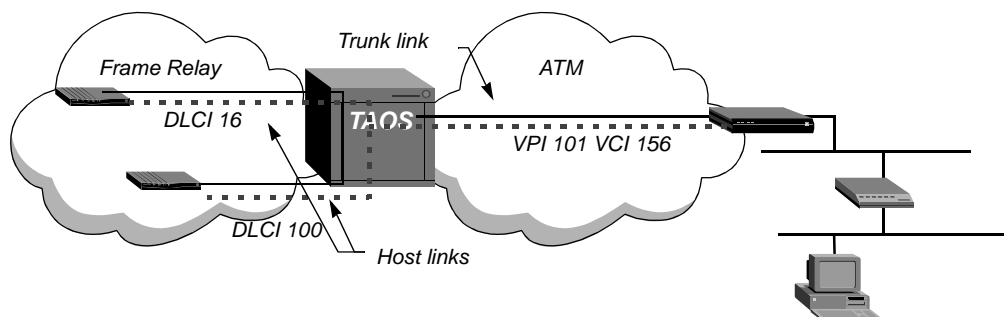 Trunk link
Frame Relay
ATM
DLCI 16
TAOS
VPI 101 VCI 156
DLCI 100
Host links